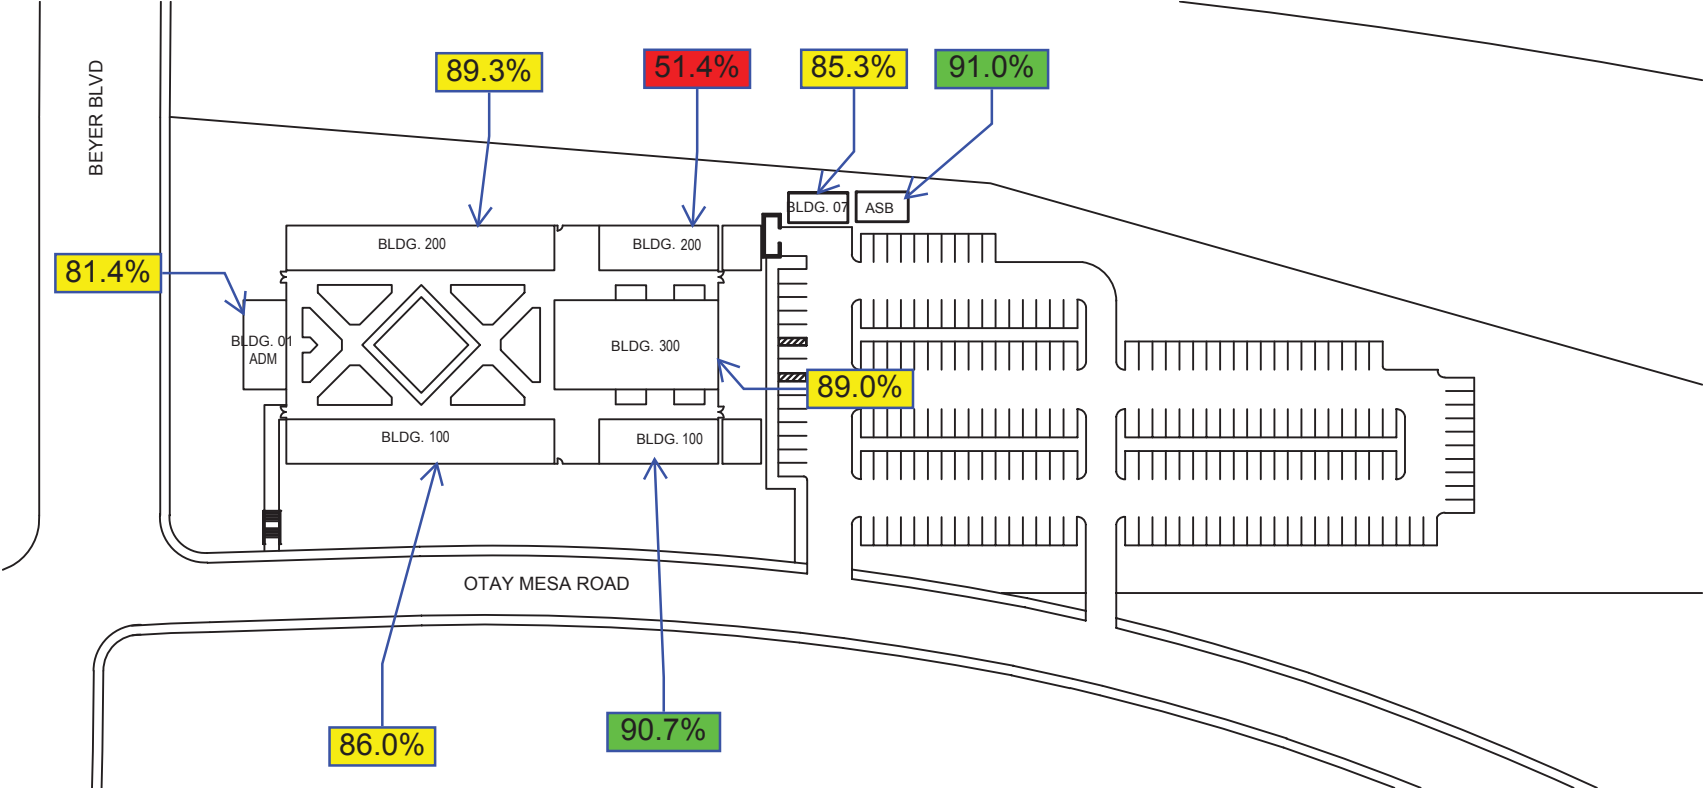 BEYER BLVD
89.3%
51.4%
85.3%
91.0%
BLDG. 07
ASB
BLDG. 200
BLDG. 200
81.4%
BLDG. 01
ADM
BLDG. 300
89.0%
BLDG. 100
BLDG. 100
OTAY MESA ROAD
86.0%
90.7%